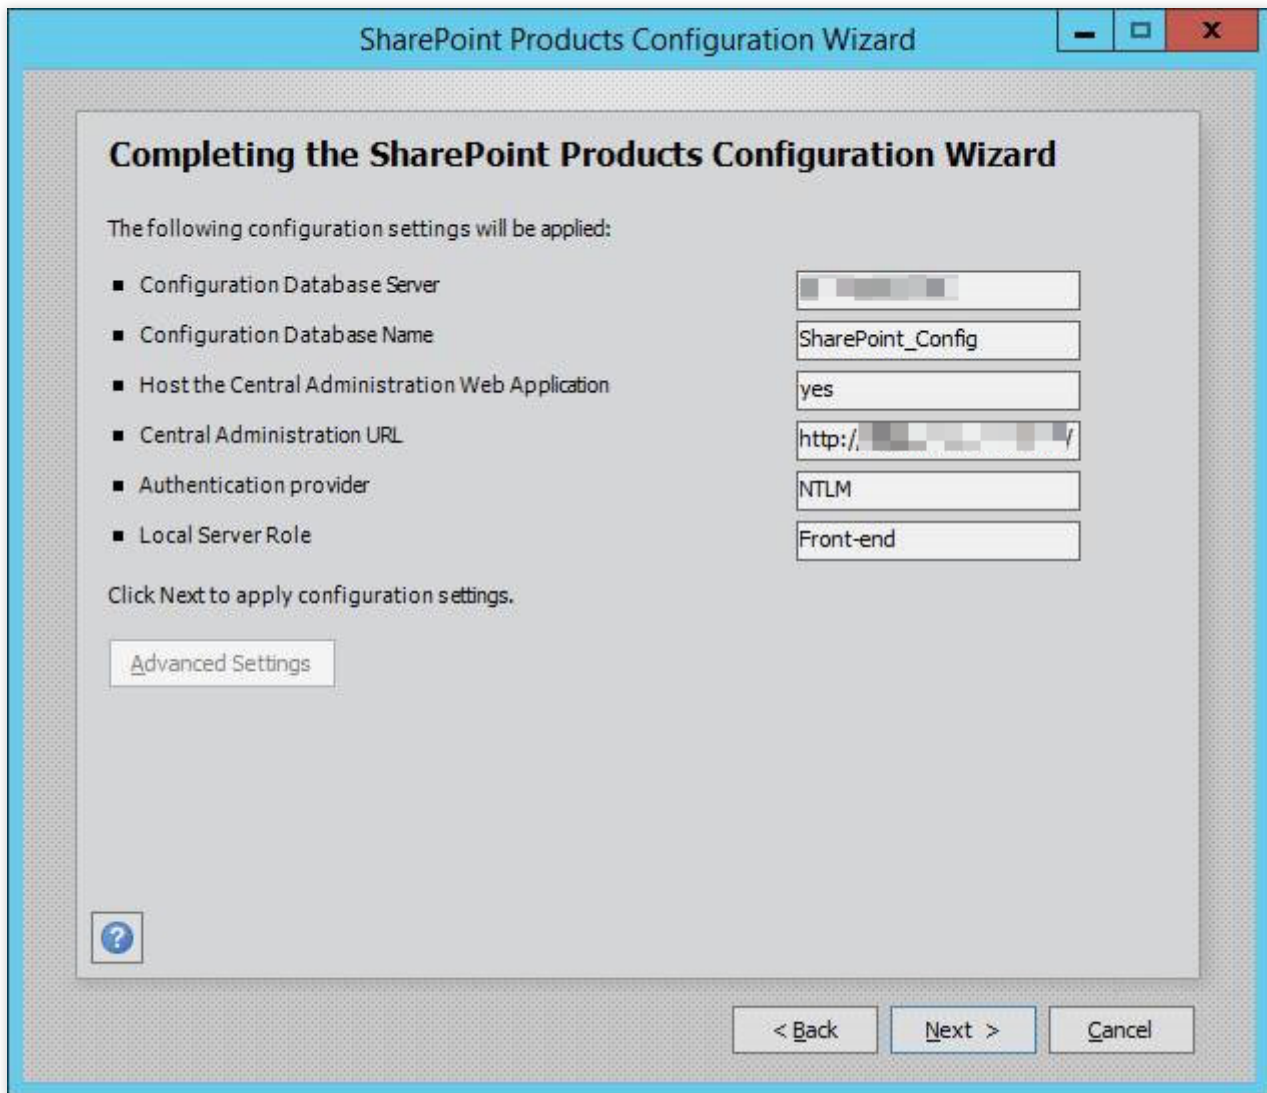 SharePoint Products Configuration Wizard
Completing the SharePoint Products Configuration Wizard
The following configuration settings will be applied:
Configuration Database Server
Configuration Database Name SharePoint_Config
Host the Central Administration Web Application yes
Central Administration URL http:// /
Authentication provider NTLM
Local Server Role Front-end
Click Next to apply configuration settings.
Advanced Settings
?
< Back Next > Cancel